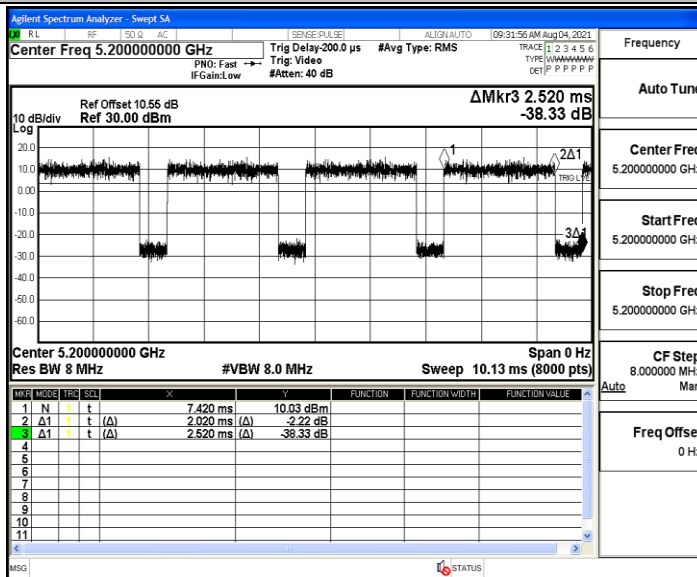 Agilent Spectrum Analyzer - Swept SA
RL RF 50 Ω AC SENSE:PULSE ALIGN AUTO 09:31:56 AM Aug 04, 2021
Center Freq 5.200000000 GHz
PNO: Fast
IFGain:Low
Trig Delay-200.0 µs
Trig: Video
#Atten: 40 dB
#Avg Type: RMS
TRACE 1 2 3 4 5 6
TYPE
DET P P P P P P
Frequency
Auto Tune
Center Freq
5.200000000 GHz
Start Freq
5.200000000 GHz
Stop Freq
5.200000000 GHz
CF Step
8.000000 MHz
Auto Man
Freq Offset
0 Hz
Ref Offset 10.55 dB
10 dB/div Ref 30.00 dBm
Log
ΔMkr3 2.520 ms
-38.33 dB
20.0
10.0
0.00
-10.0
-20.0
-30.0
-40.0
-50.0
-60.0
1
2Δ1
TRIG LVL
3Δ1
Center 5.200000000 GHz Span 0 Hz
Res BW 8 MHz #VBW 8.0 MHz Sweep 10.13 ms (8000 pts)
MKR MODE TRC SCL X Y FUNCTION FUNCTION WIDTH FUNCTION VALUE
1 N 1 t 7.420 ms 10.03 dBm
2 Δ1 1 t (Δ) 2.020 ms (Δ) -2.22 dB
3 Δ1 1 t (Δ) 2.520 ms (Δ) -38.33 dB
4
5
6
7
8
9
10
11
MSG STATUS